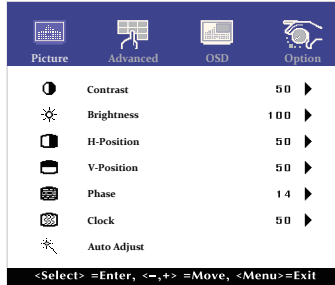 Picture Advanced OSD Option
Contrast 50
Brightness 100
H-Position 50
V-Position 50
Phase 14
Clock 50
Auto Adjust
<Select> =Enter, <−,+> =Move, <Menu>=Exit